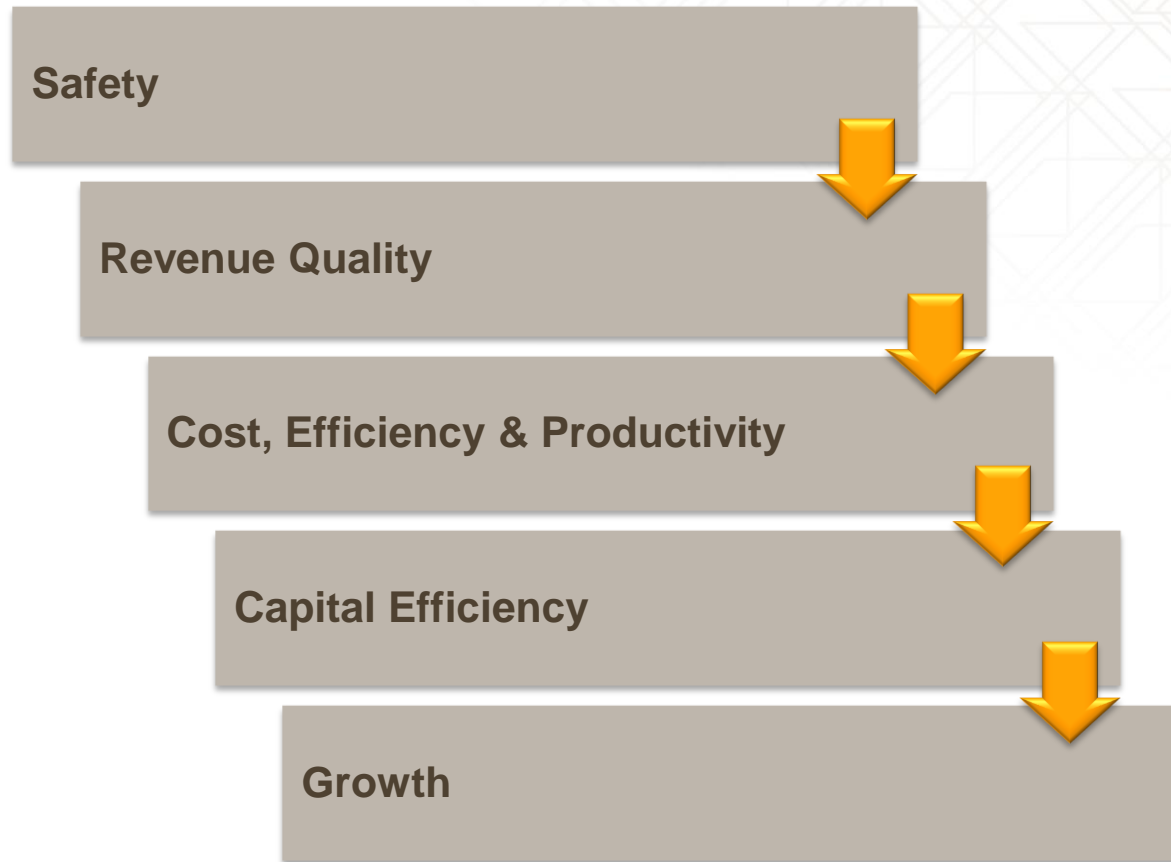 Safety
Revenue Quality
Cost, Efficiency & Productivity
Capital Efficiency
Growth